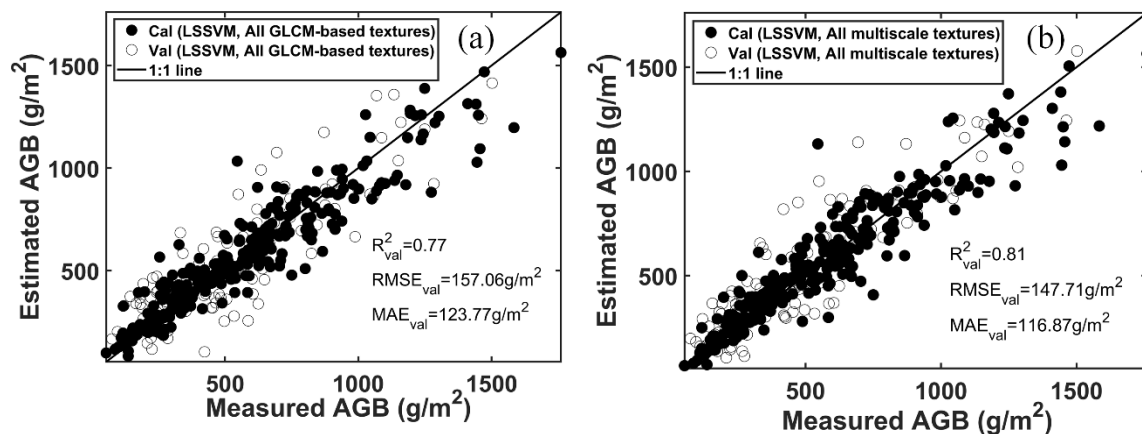 Cal (LSSVM, All GLCM-based textures)
Val (LSSVM, All GLCM-based textures)
1:1 line
(a)
1500
1000
500
Estimated AGB (g/m²)
R²val=0.77
RMSEval=157.06g/m²
MAEval=123.77g/m²
500
1000
1500
Measured AGB (g/m²)
Cal (LSSVM, All multiscale textures)
Val (LSSVM, All multiscale textures)
1:1 line
(b)
1500
1000
500
Estimated AGB (g/m²)
R²val=0.81
RMSEval=147.71g/m²
MAEval=116.87g/m²
500
1000
1500
Measured AGB (g/m²)